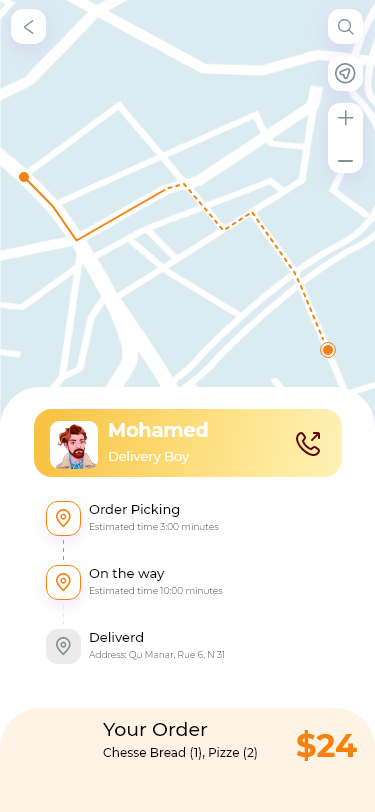 Mohamed
Delivery Boy
Order Picking
Estimated time 3:00 minutes
On the way
Estimated time 10:00 minutes
Deliverd
Address: Qu Manar, Rue 6, N 31
Your Order
Chesse Bread (1), Pizze (2)
$24